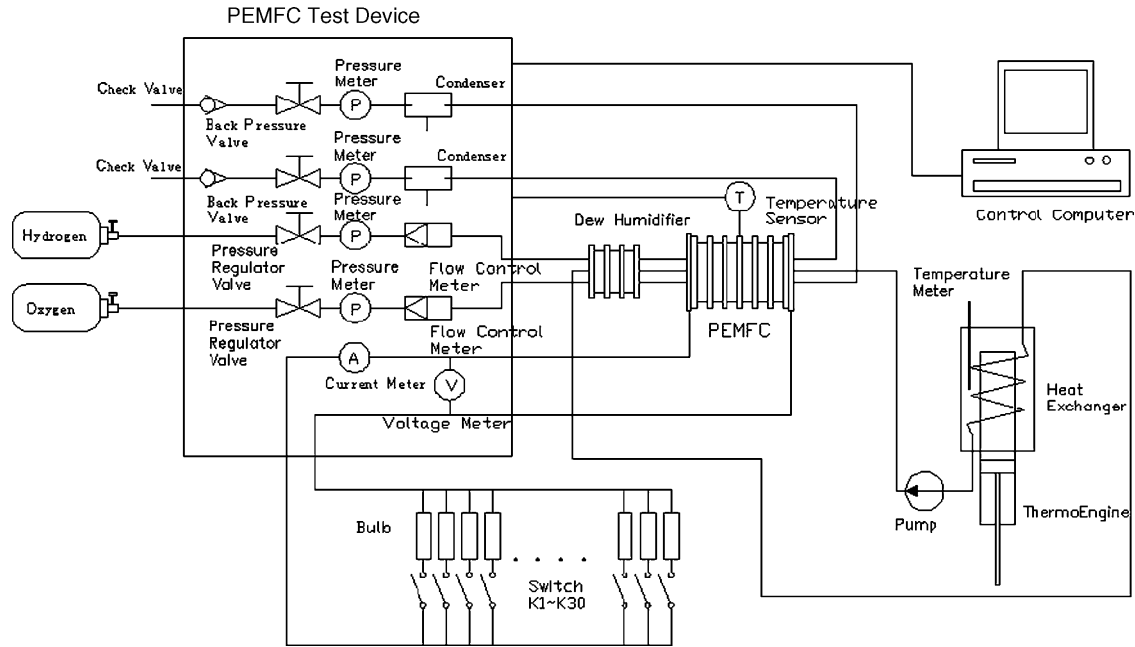 PEMFC Test Device
Pressure
Meter
Condenser
Check Valve
P
Back Pressure
Valve
Pressure
Meter
Condenser
Check Valve
P
Back Pressure
Valve
Pressure
Meter
T
Temperature
Sensor
Control Computer
Dew Humidifier
Hydrogen
P
Pressure
Regulator
Valve
Pressure
Meter
Flow Control
Meter
Temperature
Meter
Oxygen
P
PEMFC
Pressure
Regulator
Valve
Flow Control
Meter
A
Current Meter
V
Voltage Meter
Heat
Exchanger
Pump
ThermoEngine
Bulb
Switch
K1~K30